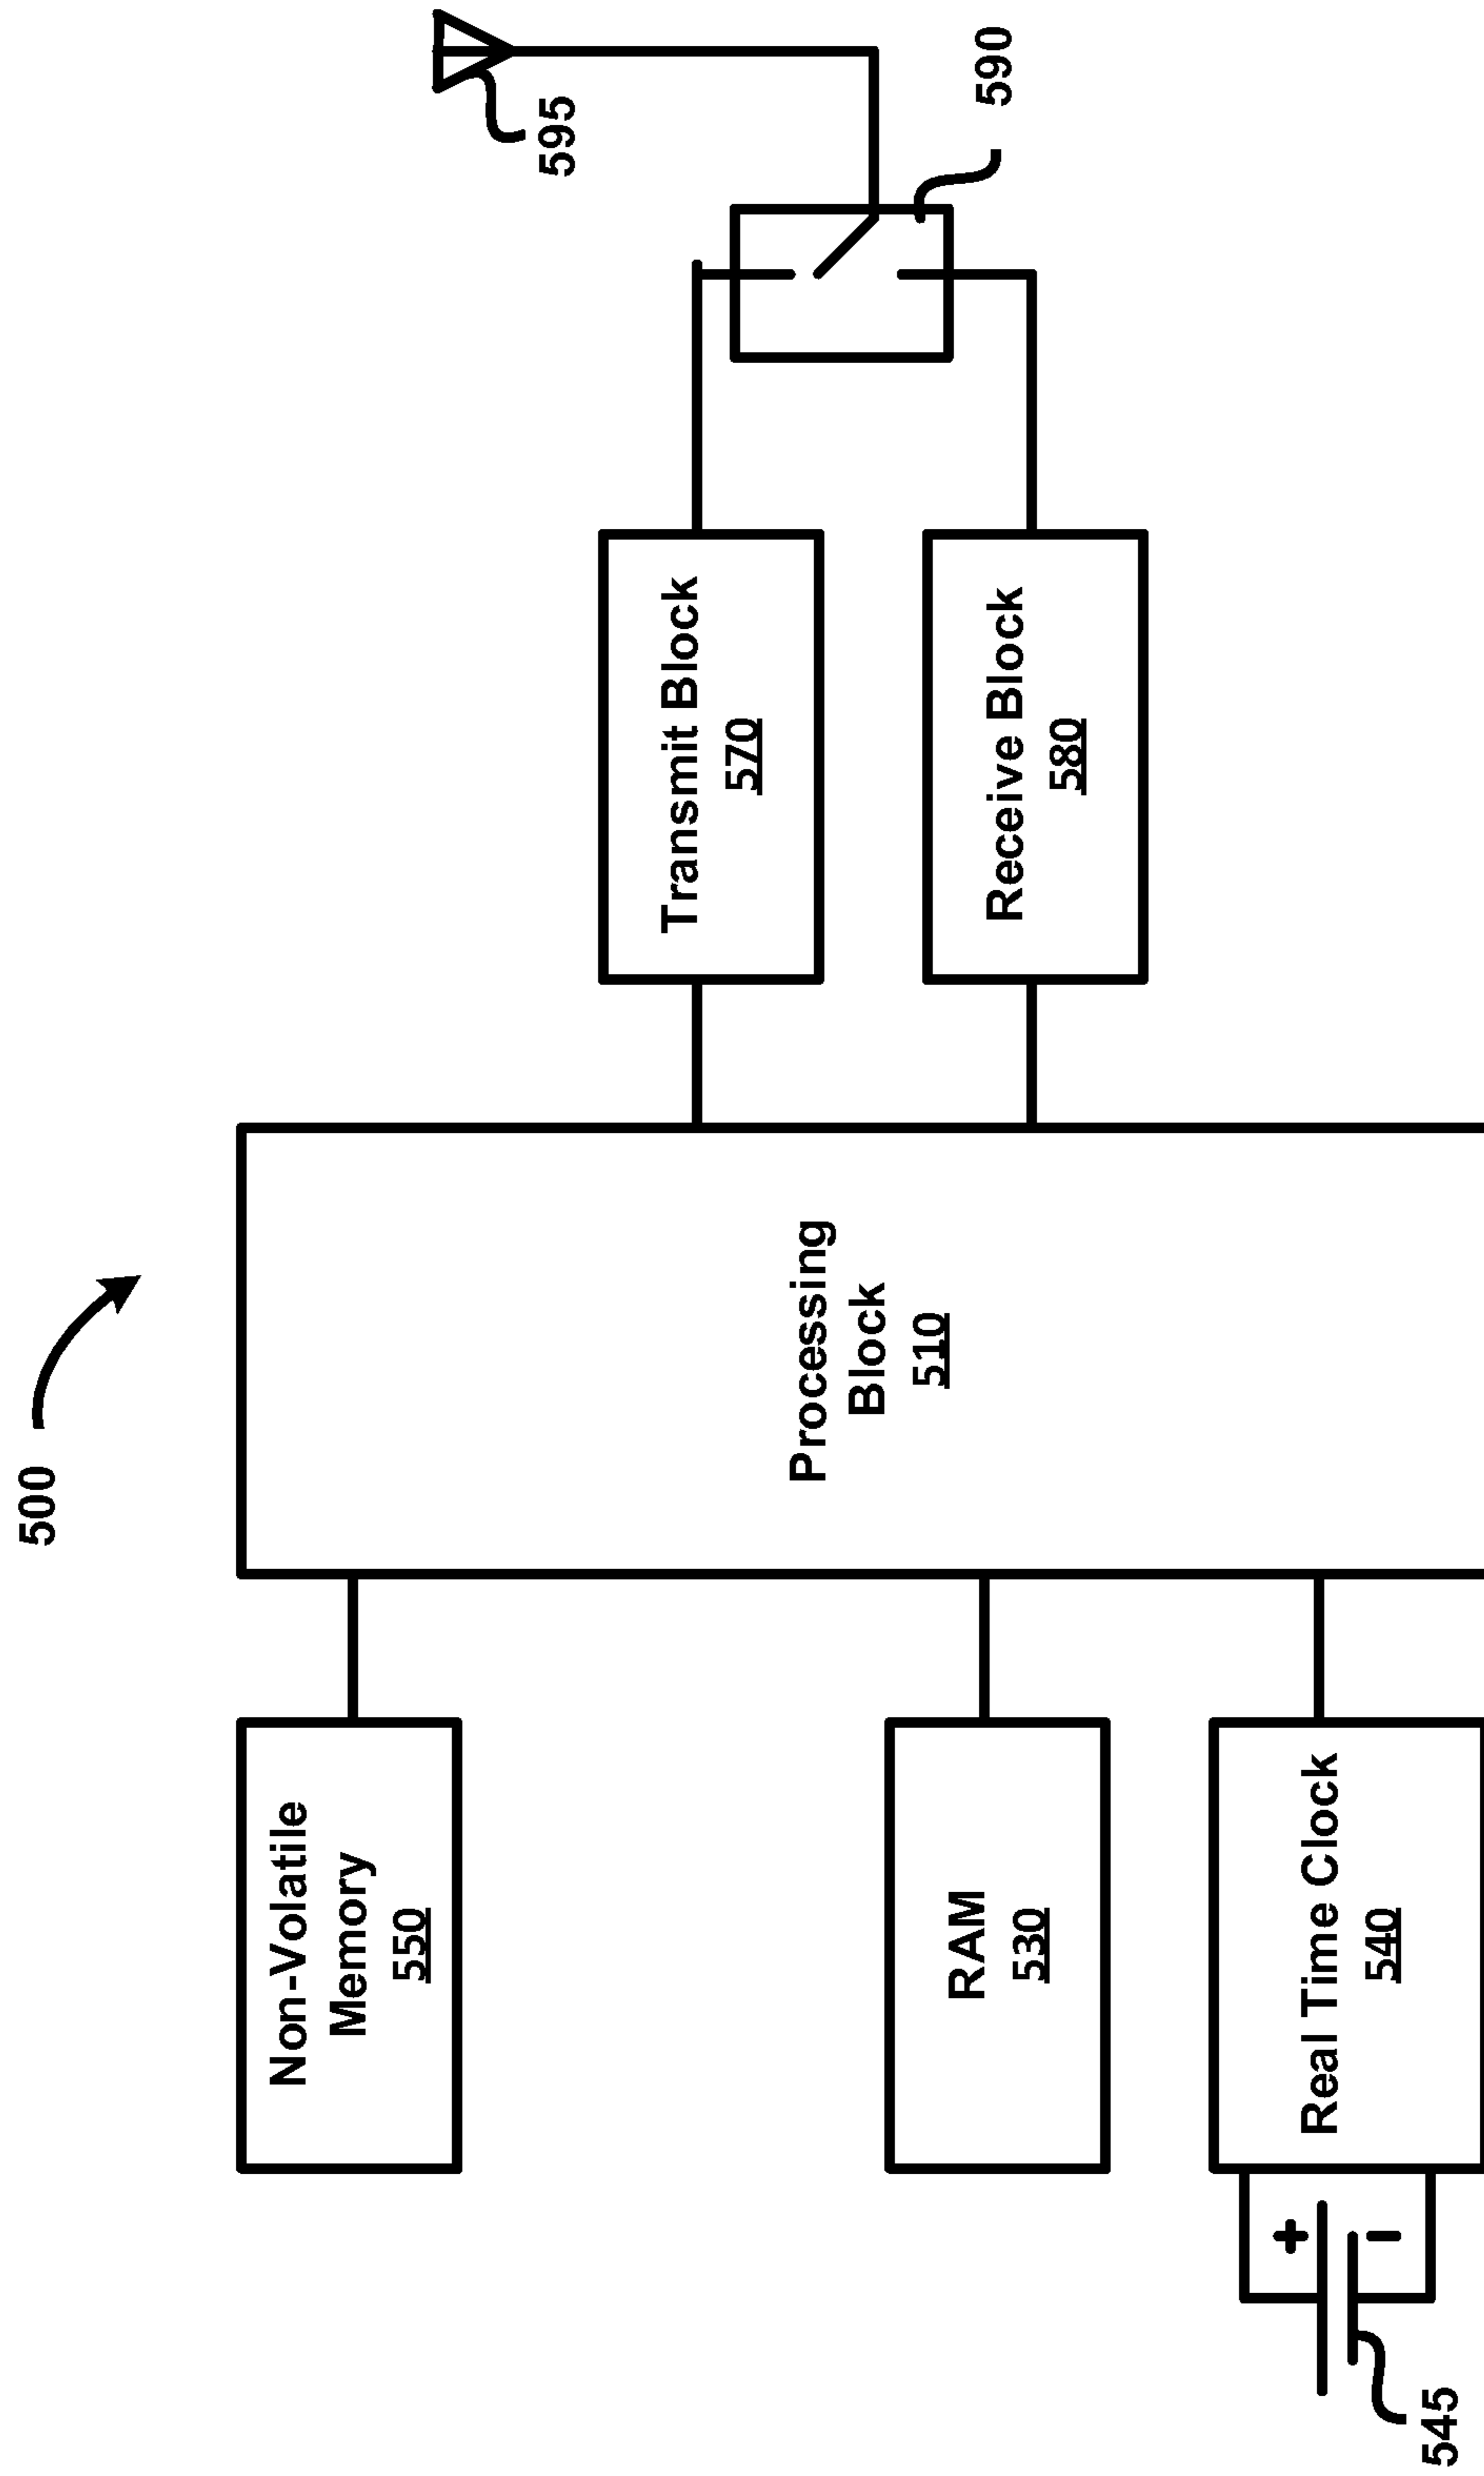 500
Non-Volatile
Memory
550
RAM
530
Real Time Clock
540
545
Processing
Block
510
Transmit Block
570
Receive Block
580
590
595
+
-